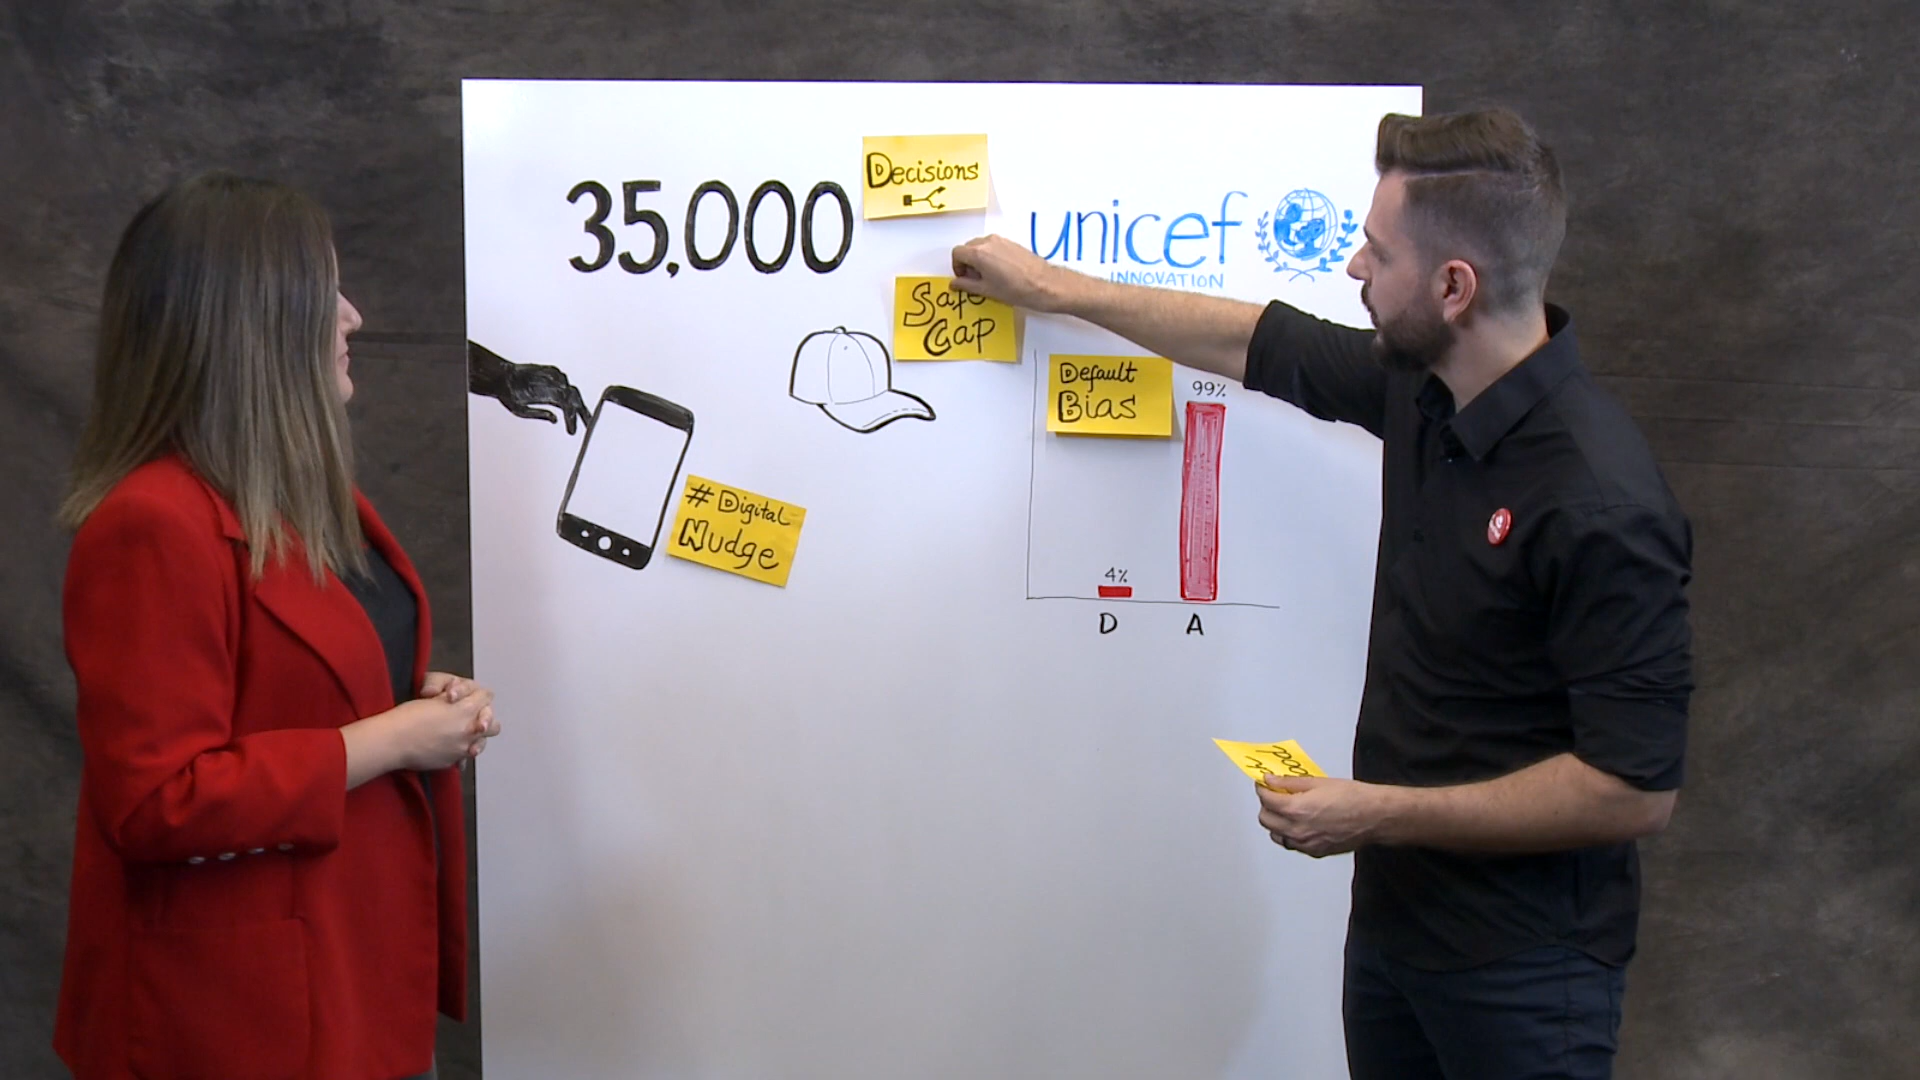 Decisions
35,000
unicef
INNOVATION
Safe
Cap
Default
Bias
99%
# Digital
Nudge
4%
D A